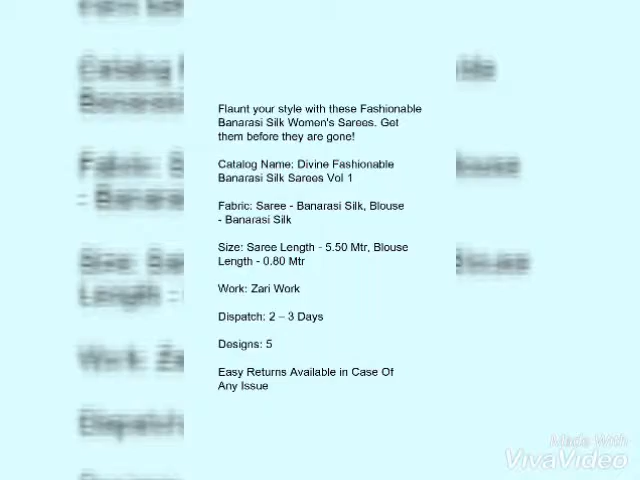 Flaunt your style with these Fashionable
Banarasi Silk Women's Sarees. Get
them before they are gone!
Catalog Name: Divine Fashionable
Banarasi Silk Sarees Vol 1
Fabric: Saree - Banarasi Silk, Blouse
- Banarasi Silk
Size: Saree Length - 5.50 Mtr, Blouse
Length - 0.80 Mtr
Work: Zari Work
Dispatch: 2 – 3 Days
Designs: 5
Easy Returns Available in Case Of
Any Issue
Made With
VivaVideo